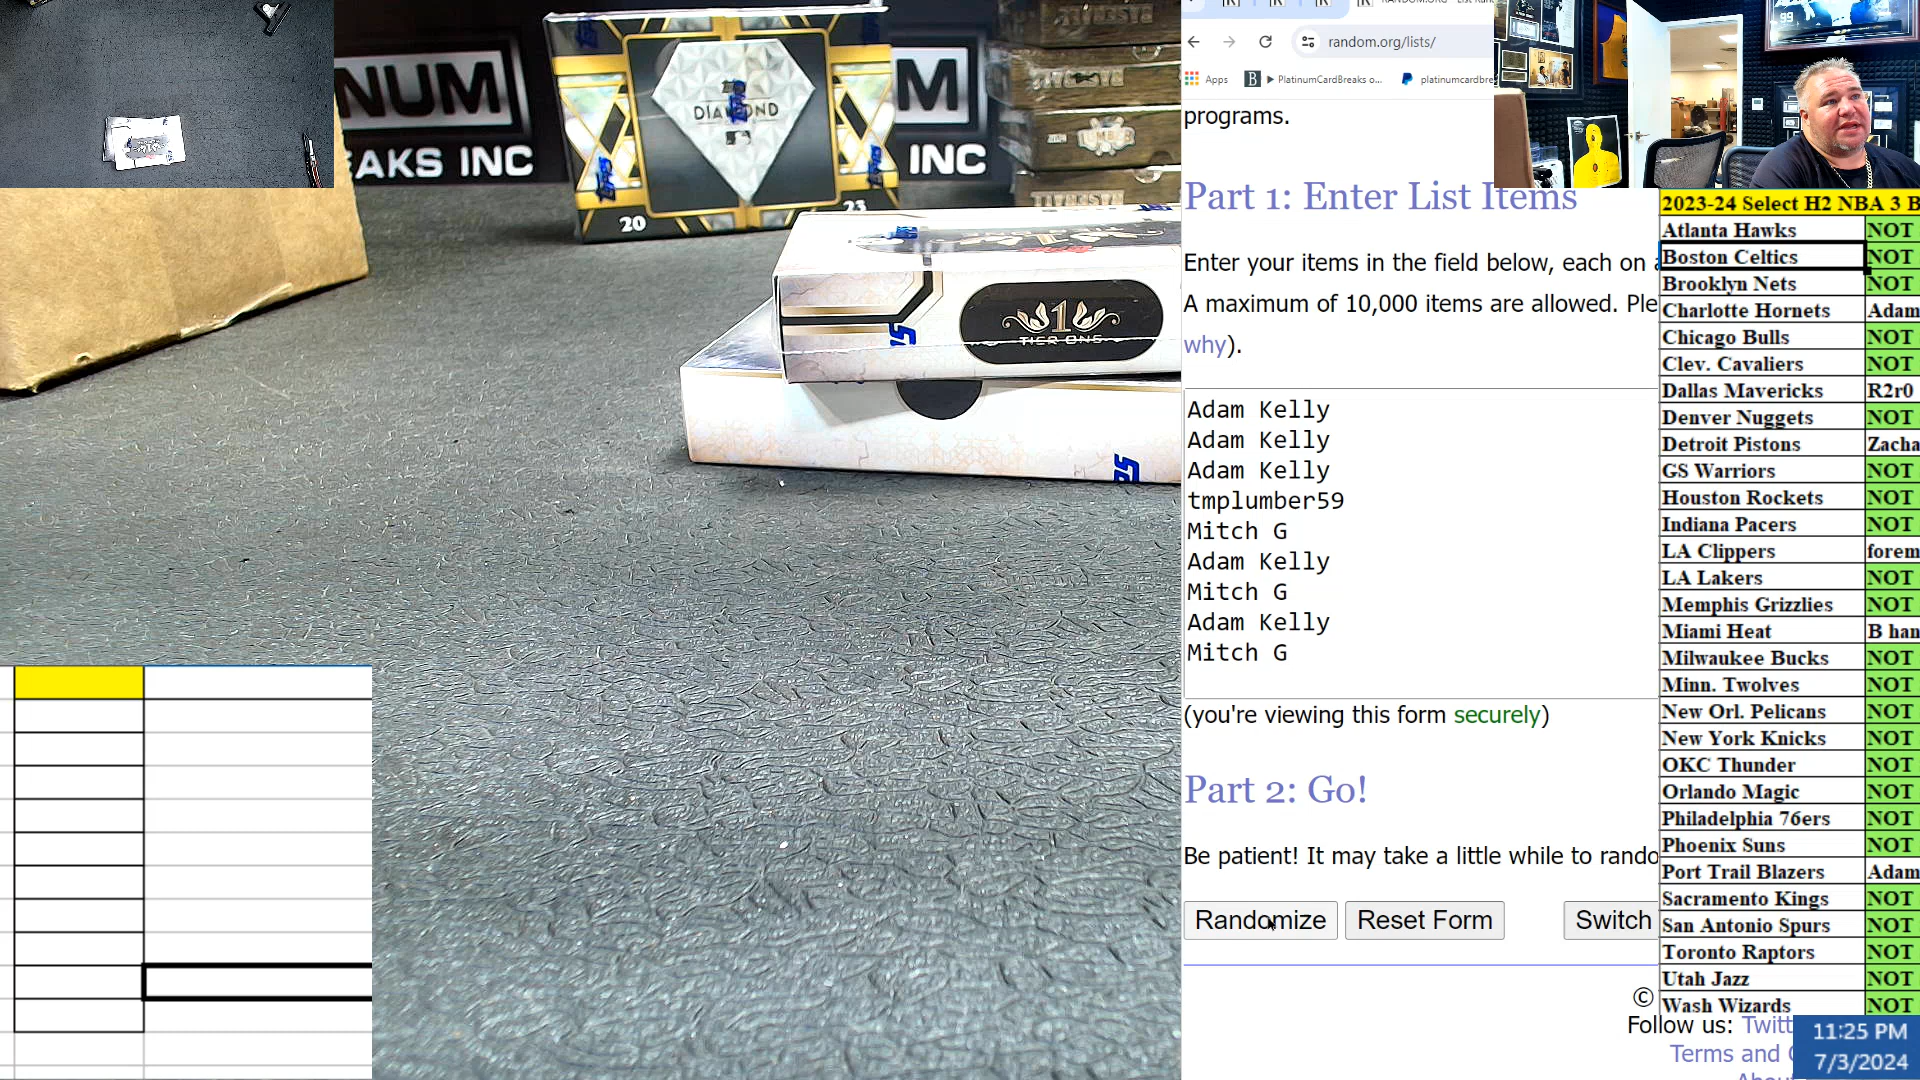 NUM
EAKS INC
DIAMOND
20
23
M
NUMBER
INC
1
TIER ONE
random.org/lists/
Apps
▶ PlatinumCardBreaks o...
platinumcardbre
programs.
Part 1: Enter List Items
Enter your items in the field below, each on a
A maximum of 10,000 items are allowed. Ple
why).
Adam Kelly
Adam Kelly
Adam Kelly
tmplumber59
Mitch G
Adam Kelly
Mitch G
Adam Kelly
Mitch G
(you're viewing this form securely)
Part 2: Go!
Be patient! It may take a little while to rando
Randomize
Reset Form
Switch
©
Follow us: Twitt
Terms and C
99
2023-24 Select H2 NBA 3 B
Atlanta Hawks NOT
Boston Celtics NOT
Brooklyn Nets NOT
Charlotte Hornets Adam
Chicago Bulls NOT
Clev. Cavaliers NOT
Dallas Mavericks R2r0
Denver Nuggets NOT
Detroit Pistons Zacha
GS Warriors NOT
Houston Rockets NOT
Indiana Pacers NOT
LA Clippers forem
LA Lakers NOT
Memphis Grizzlies NOT
Miami Heat B han
Milwaukee Bucks NOT
Minn. Twolves NOT
New Orl. Pelicans NOT
New York Knicks NOT
OKC Thunder NOT
Orlando Magic NOT
Philadelphia 76ers NOT
Phoenix Suns NOT
Port Trail Blazers Adam
Sacramento Kings NOT
San Antonio Spurs NOT
Toronto Raptors NOT
Utah Jazz NOT
Wash Wizards NOT
11:25 PM
7/3/2024